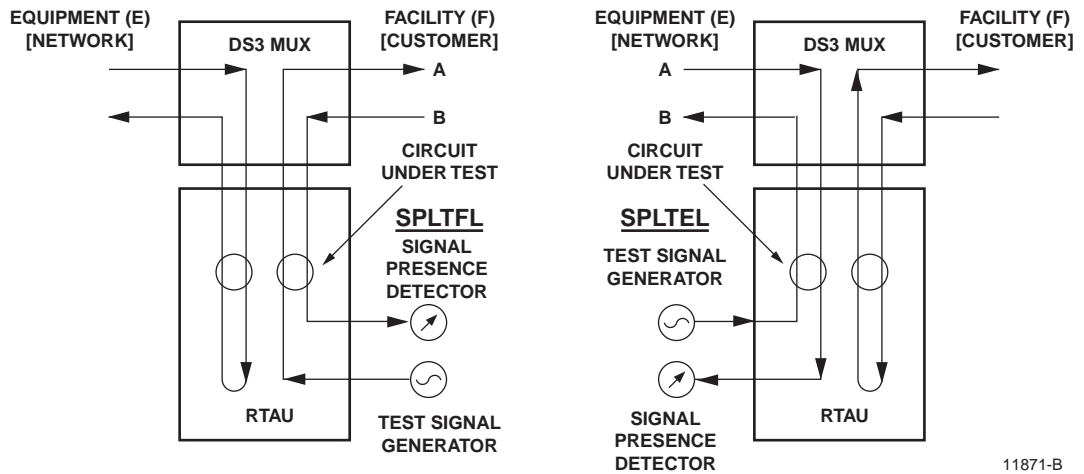 EQUIPMENT (E)
[NETWORK]
DS3 MUX
FACILITY (F)
[CUSTOMER]
A
B
CIRCUIT
UNDER TEST
SPLTFL
SIGNAL
PRESENCE
DETECTOR
RTAU
TEST SIGNAL
GENERATOR
EQUIPMENT (E)
[NETWORK]
DS3 MUX
FACILITY (F)
[CUSTOMER]
A
B
CIRCUIT
UNDER TEST
SPLTEL
TEST SIGNAL
GENERATOR
SIGNAL
PRESENCE
DETECTOR
RTAU
11871-B